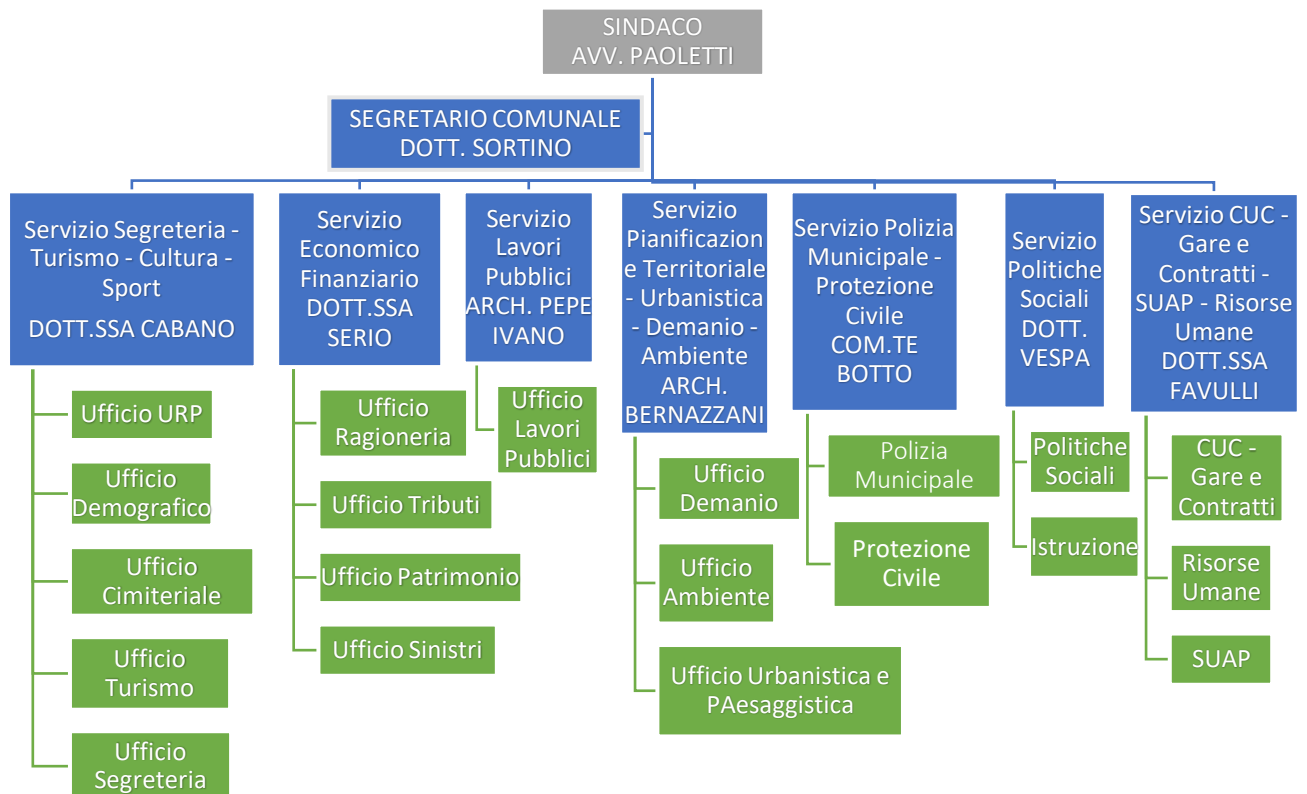 SINDACO
AVV. PAOLETTI
SEGRETARIO COMUNALE
DOTT. SORTINO
Servizio Segreteria -
Turismo - Cultura -
Sport
DOTT.SSA CABANO
Ufficio URP
Ufficio
Demografico
Ufficio
Cimiteriale
Ufficio
Turismo
Ufficio
Segreteria
Servizio
Economico
Finanziario
DOTT.SSA
SERIO
Ufficio
Ragioneria
Ufficio Tributi
Ufficio Patrimonio
Ufficio Sinistri
Servizio
Lavori
Pubblici
ARCH. PEPE
IVANO
Ufficio
Lavori
Pubblici
Servizio
Pianificazion
e Territoriale
- Urbanistica
- Demanio -
Ambiente
ARCH.
BERNAZZANI
Ufficio
Demanio
Ufficio
Ambiente
Ufficio Urbanistica e
PAesaggistica
Servizio Polizia
Municipale -
Protezione
Civile
COM.TE
BOTTO
Polizia
Municipale
Protezione
Civile
Servizio
Politiche
Sociali
DOTT.
VESPA
Politiche
Sociali
Istruzione
Servizio CUC -
Gare e
Contratti -
SUAP - Risorse
Umane
DOTT.SSA
FAVULLI
CUC -
Gare e
Contratti
Risorse
Umane
SUAP